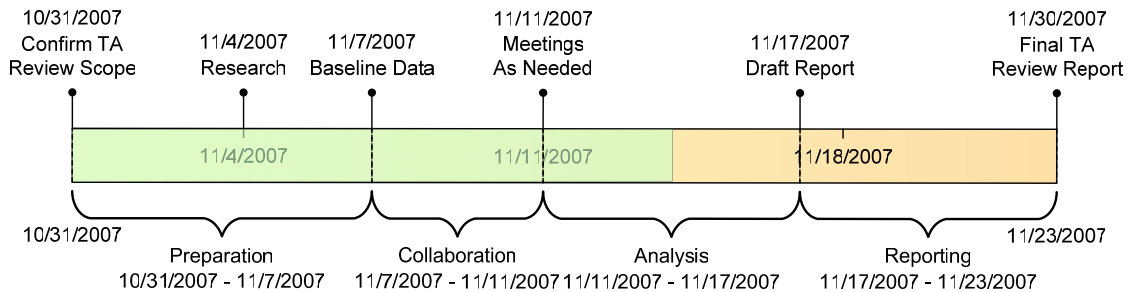 10/31/2007
Confirm TA
Review Scope
11/4/2007
Research
11/7/2007
Baseline Data
11/11/2007
Meetings
As Needed
11/17/2007
Draft Report
11/30/2007
Final TA
Review Report
11/4/2007
11/11/2007
11/18/2007
10/31/2007
11/23/2007
Preparation
10/31/2007 - 11/7/2007
Collaboration
11/7/2007 - 11/11/2007
Analysis
11/11/2007 - 11/17/2007
Reporting
11/17/2007 - 11/23/2007